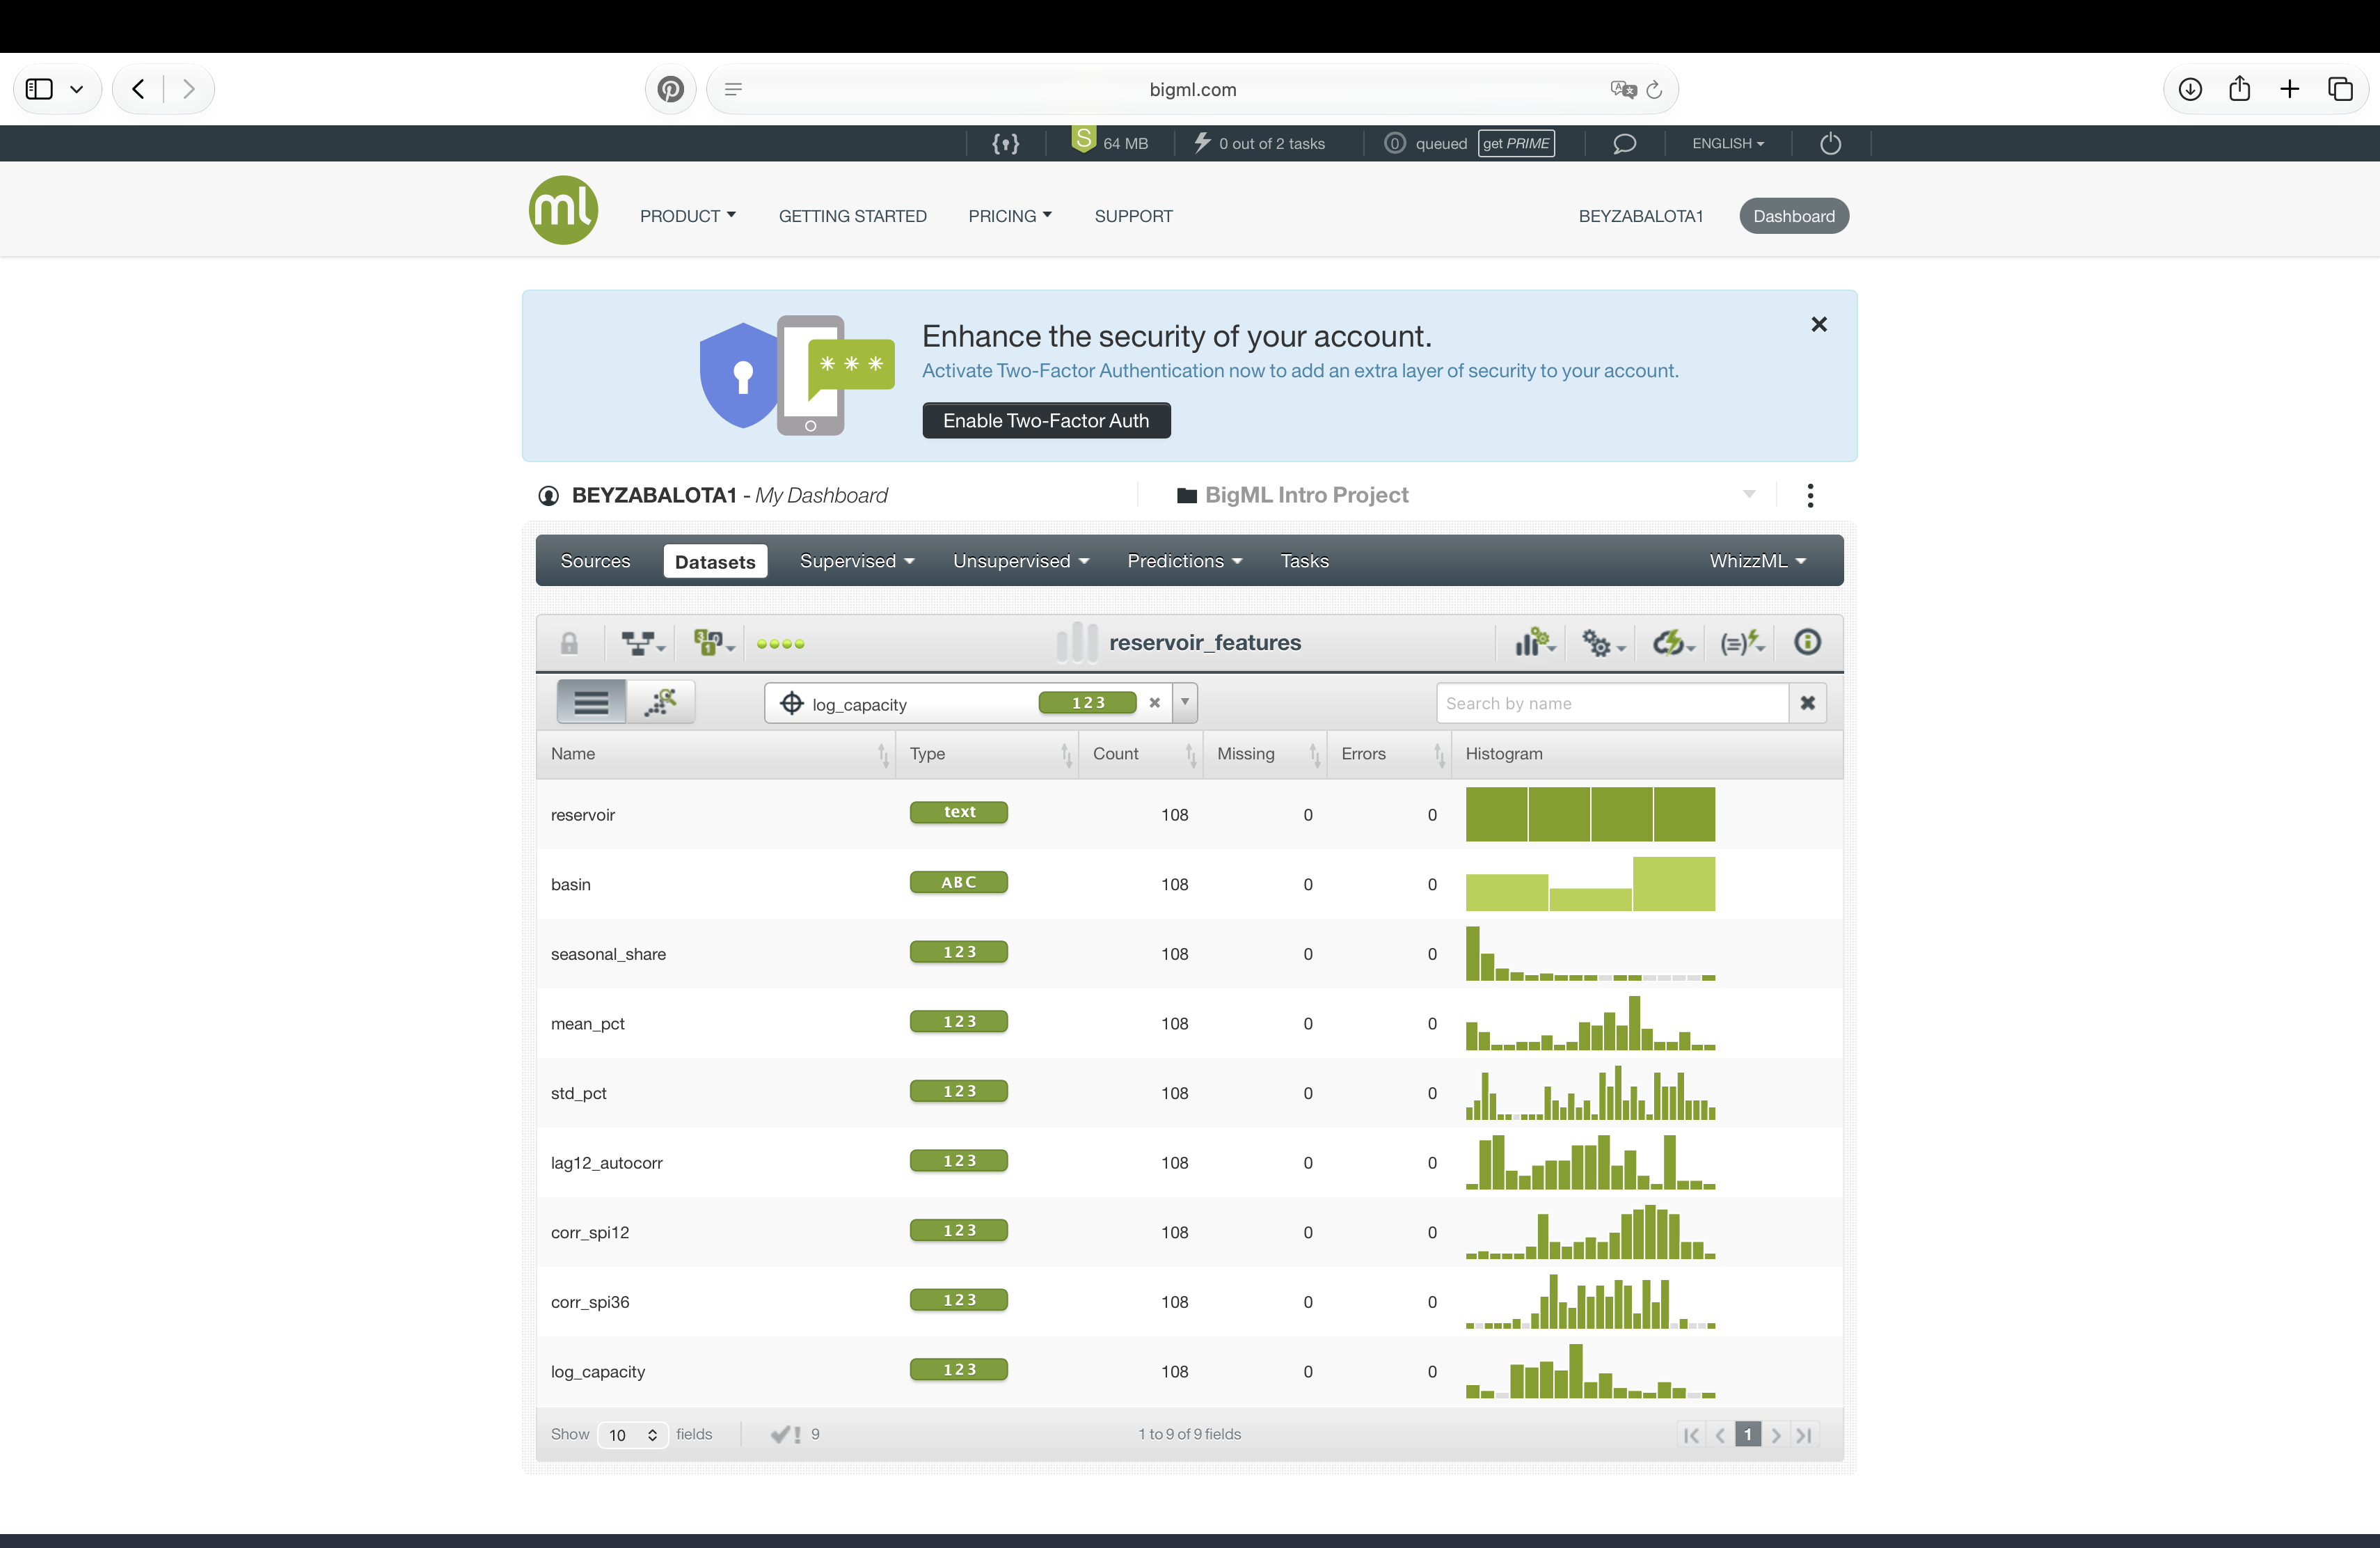 bigml.com
S 64 MB 0 out of 2 tasks 0 queued get PRIME ENGLISH
ml PRODUCT GETTING STARTED PRICING SUPPORT BEYZABALOTA1 Dashboard
Enhance the security of your account.
Activate Two-Factor Authentication now to add an extra layer of security to your account.
Enable Two-Factor Auth
BEYZABALOTA1 - My Dashboard BigML Intro Project
Sources Datasets Supervised Unsupervised Predictions Tasks WhizzML
reservoir_features
log_capacity 123 Search by name
Name Type Count Missing Errors Histogram
reservoir text 108 0 0
basin ABC 108 0 0
seasonal_share 123 108 0 0
mean_pct 123 108 0 0
std_pct 123 108 0 0
lag12_autocorr 123 108 0 0
corr_spi12 123 108 0 0
corr_spi36 123 108 0 0
log_capacity 123 108 0 0
Show 10 fields 9 1 to 9 of 9 fields 1